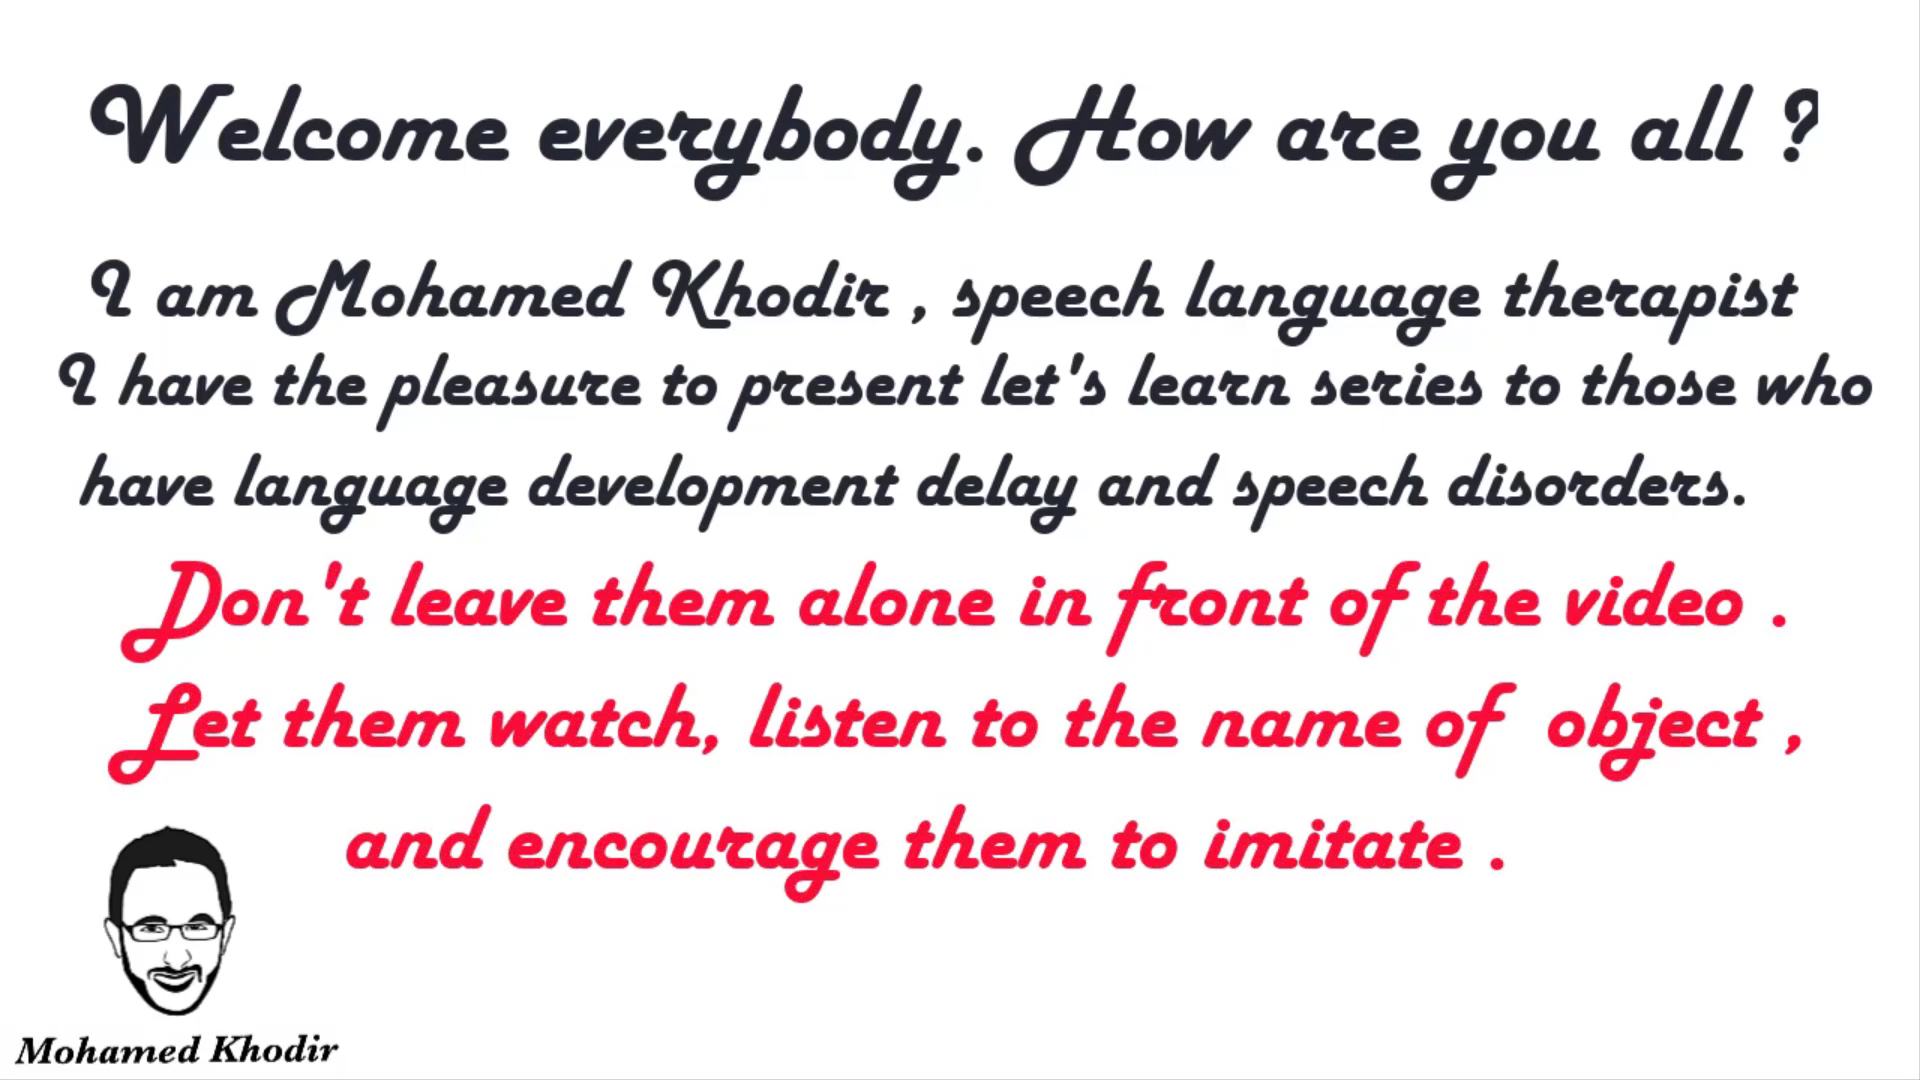 Welcome everybody. How are you all ?
I am Mohamed Khodir , speech language therapist
I have the pleasure to present let's learn series to those who
have language development delay and speech disorders.
Don't leave them alone in front of the video .
Let them watch, listen to the name of object ,
and encourage them to imitate .
Mohamed Khodir